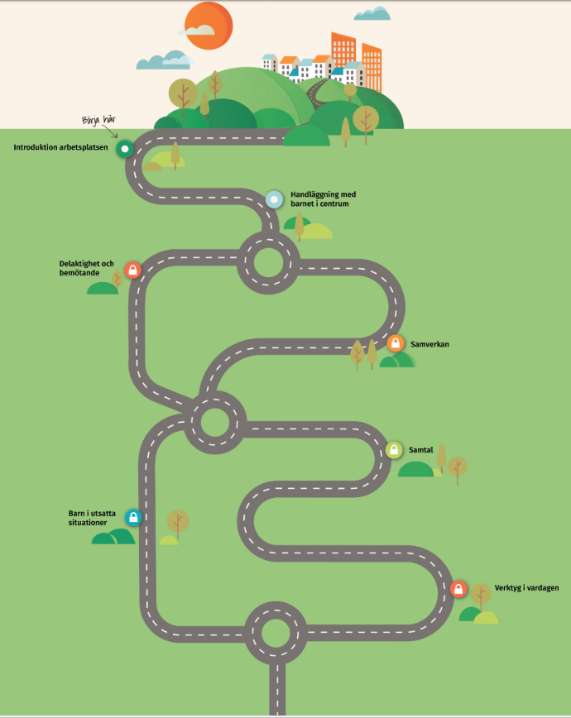 Börja här
Introduktion arbetsplatsen
Handläggning med
barnet i centrum
Delaktighet och
bemötande
Samverkan
Samtal
Barn i utsatta
situationer
Verktyg i vardagen